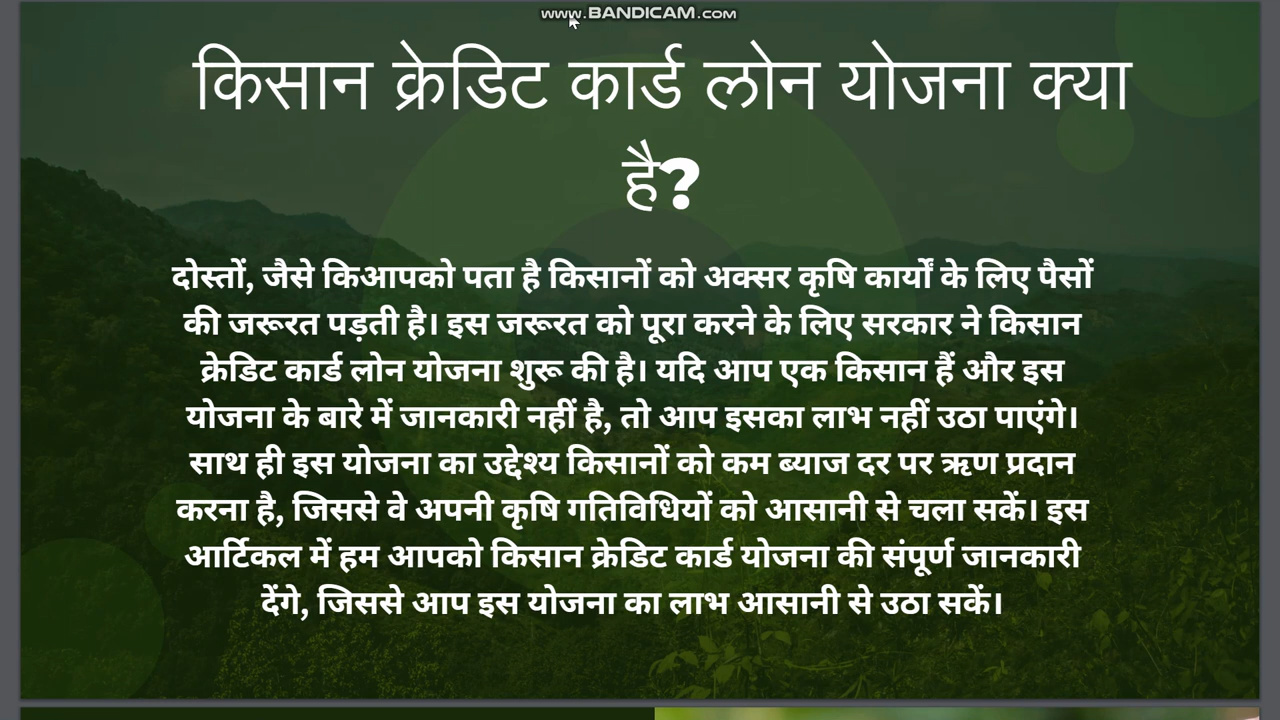 www.BANDICAM.com
किसान क्रेडिट कार्ड लोन योजना क्या
है?
दोस्तों, जैसे किआपको पता है किसानों को अक्सर कृषि कार्यों के लिए पैसों
की जरूरत पड़ती है। इस जरूरत को पूरा करने के लिए सरकार ने किसान
क्रेडिट कार्ड लोन योजना शुरू की है। यदि आप एक किसान हैं और इस
योजना के बारे में जानकारी नहीं है, तो आप इसका लाभ नहीं उठा पाएंगे।
साथ ही इस योजना का उद्देश्य किसानों को कम ब्याज दर पर ऋण प्रदान
करना है, जिससे वे अपनी कृषि गतिविधियों को आसानी से चला सकें। इस
आर्टिकल में हम आपको किसान क्रेडिट कार्ड योजना की संपूर्ण जानकारी
देंगे, जिससे आप इस योजना का लाभ आसानी से उठा सकें।